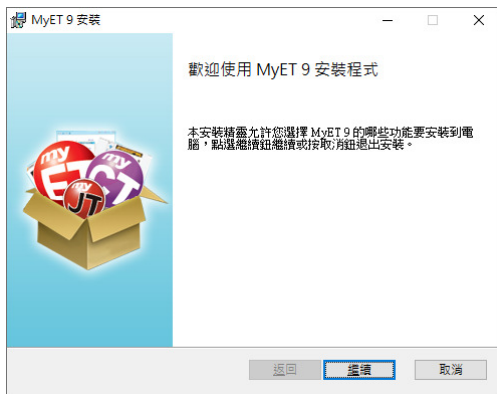 MyET 9 安裝
歡迎使用 MyET 9 安裝程式
本安裝精靈允許您選擇 MyET 9 的哪些功能要安裝到電
腦，點選繼續鈕繼續或按取消鈕退出安裝。
my
ET
my
CT
my
JT
返回
繼續
取消